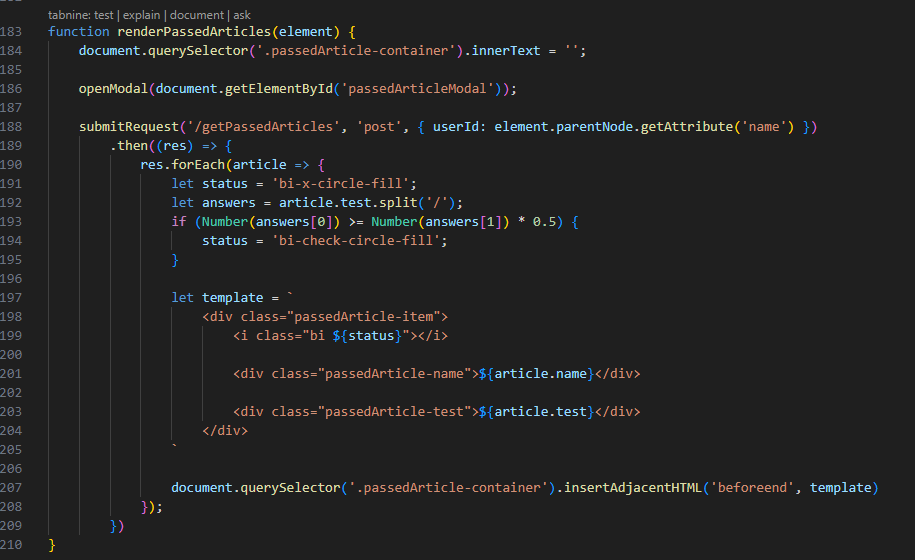 tabnine: test | explain | document | ask
183 function renderPassedArticles(element) {
184     document.querySelector('.passedArticle-container').innerText = '';
185
186     openModal(document.getElementById('passedArticleModal'));
187
188     submitRequest('/getPassedArticles', 'post', { userId: element.parentNode.getAttribute('name') })
189         .then((res) => {
190             res.forEach(article => {
191                 let status = 'bi-x-circle-fill';
192                 let answers = article.test.split('/');
193                 if (Number(answers[0]) >= Number(answers[1]) * 0.5) {
194                     status = 'bi-check-circle-fill';
195                 }
196
197                 let template = `
198                     <div class="passedArticle-item">
199                         <i class="bi ${status}"></i>
200
201                         <div class="passedArticle-name">${article.name}</div>
202
203                         <div class="passedArticle-test">${article.test}</div>
204                     </div>
205                 `
206
207                 document.querySelector('.passedArticle-container').insertAdjacentHTML('beforeend', template)
208             });
209         })
210 }